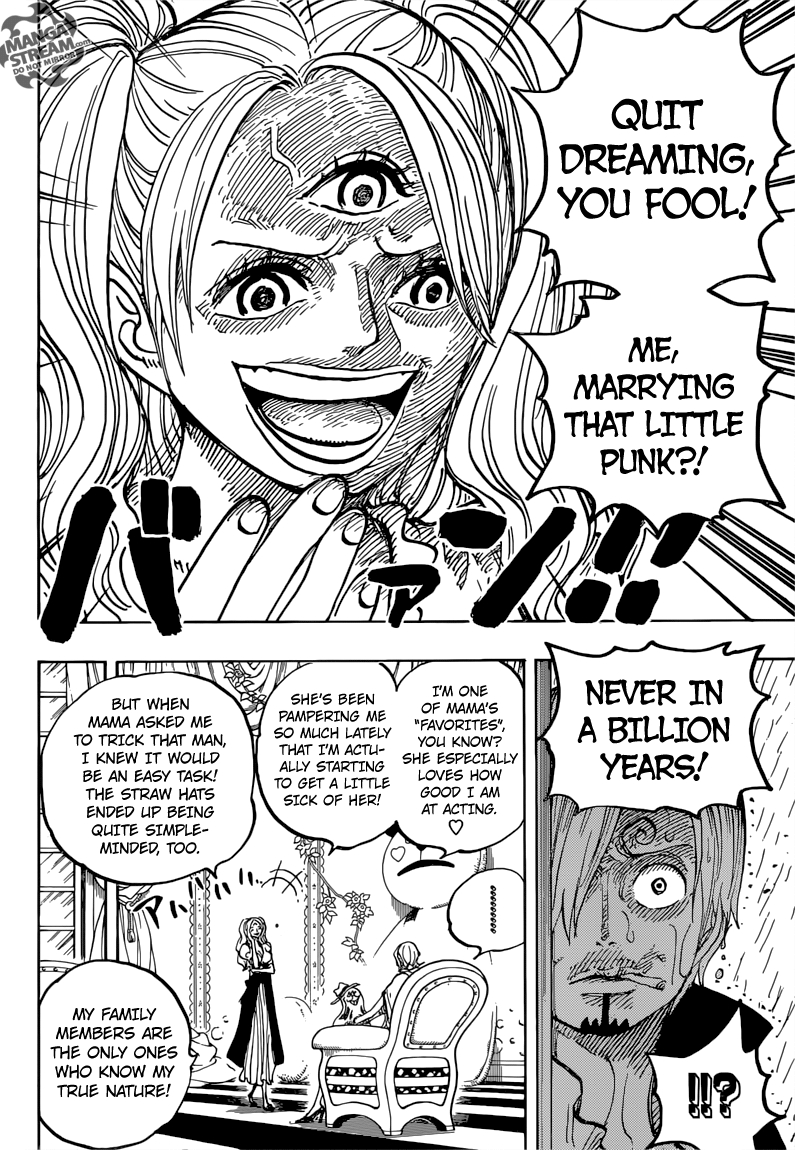 MANGA
STREAM.com
DO NOT MIRROR
QUIT
DREAMING,
YOU FOOL!
ME,
MARRYING
THAT LITTLE
PUNK?!
バァン!!
NEVER IN
A BILLION
YEARS!
!!?
I'M ONE
OF MAMA'S
"FAVORITES",
YOU KNOW?
SHE ESPECIALLY
LOVES HOW
GOOD I AM
AT ACTING.
♡
SHE'S BEEN
PAMPERING ME
SO MUCH LATELY
THAT I'M ACTU-
ALLY STARTING
TO GET A LITTLE
SICK OF HER!
BUT WHEN
MAMA ASKED ME
TO TRICK THAT MAN,
I KNEW IT WOULD
BE AN EASY TASK!
THE STRAW HATS
ENDED UP BEING
QUITE SIMPLE-
MINDED, TOO.
MY FAMILY
MEMBERS ARE
THE ONLY ONES
WHO KNOW MY
TRUE NATURE!